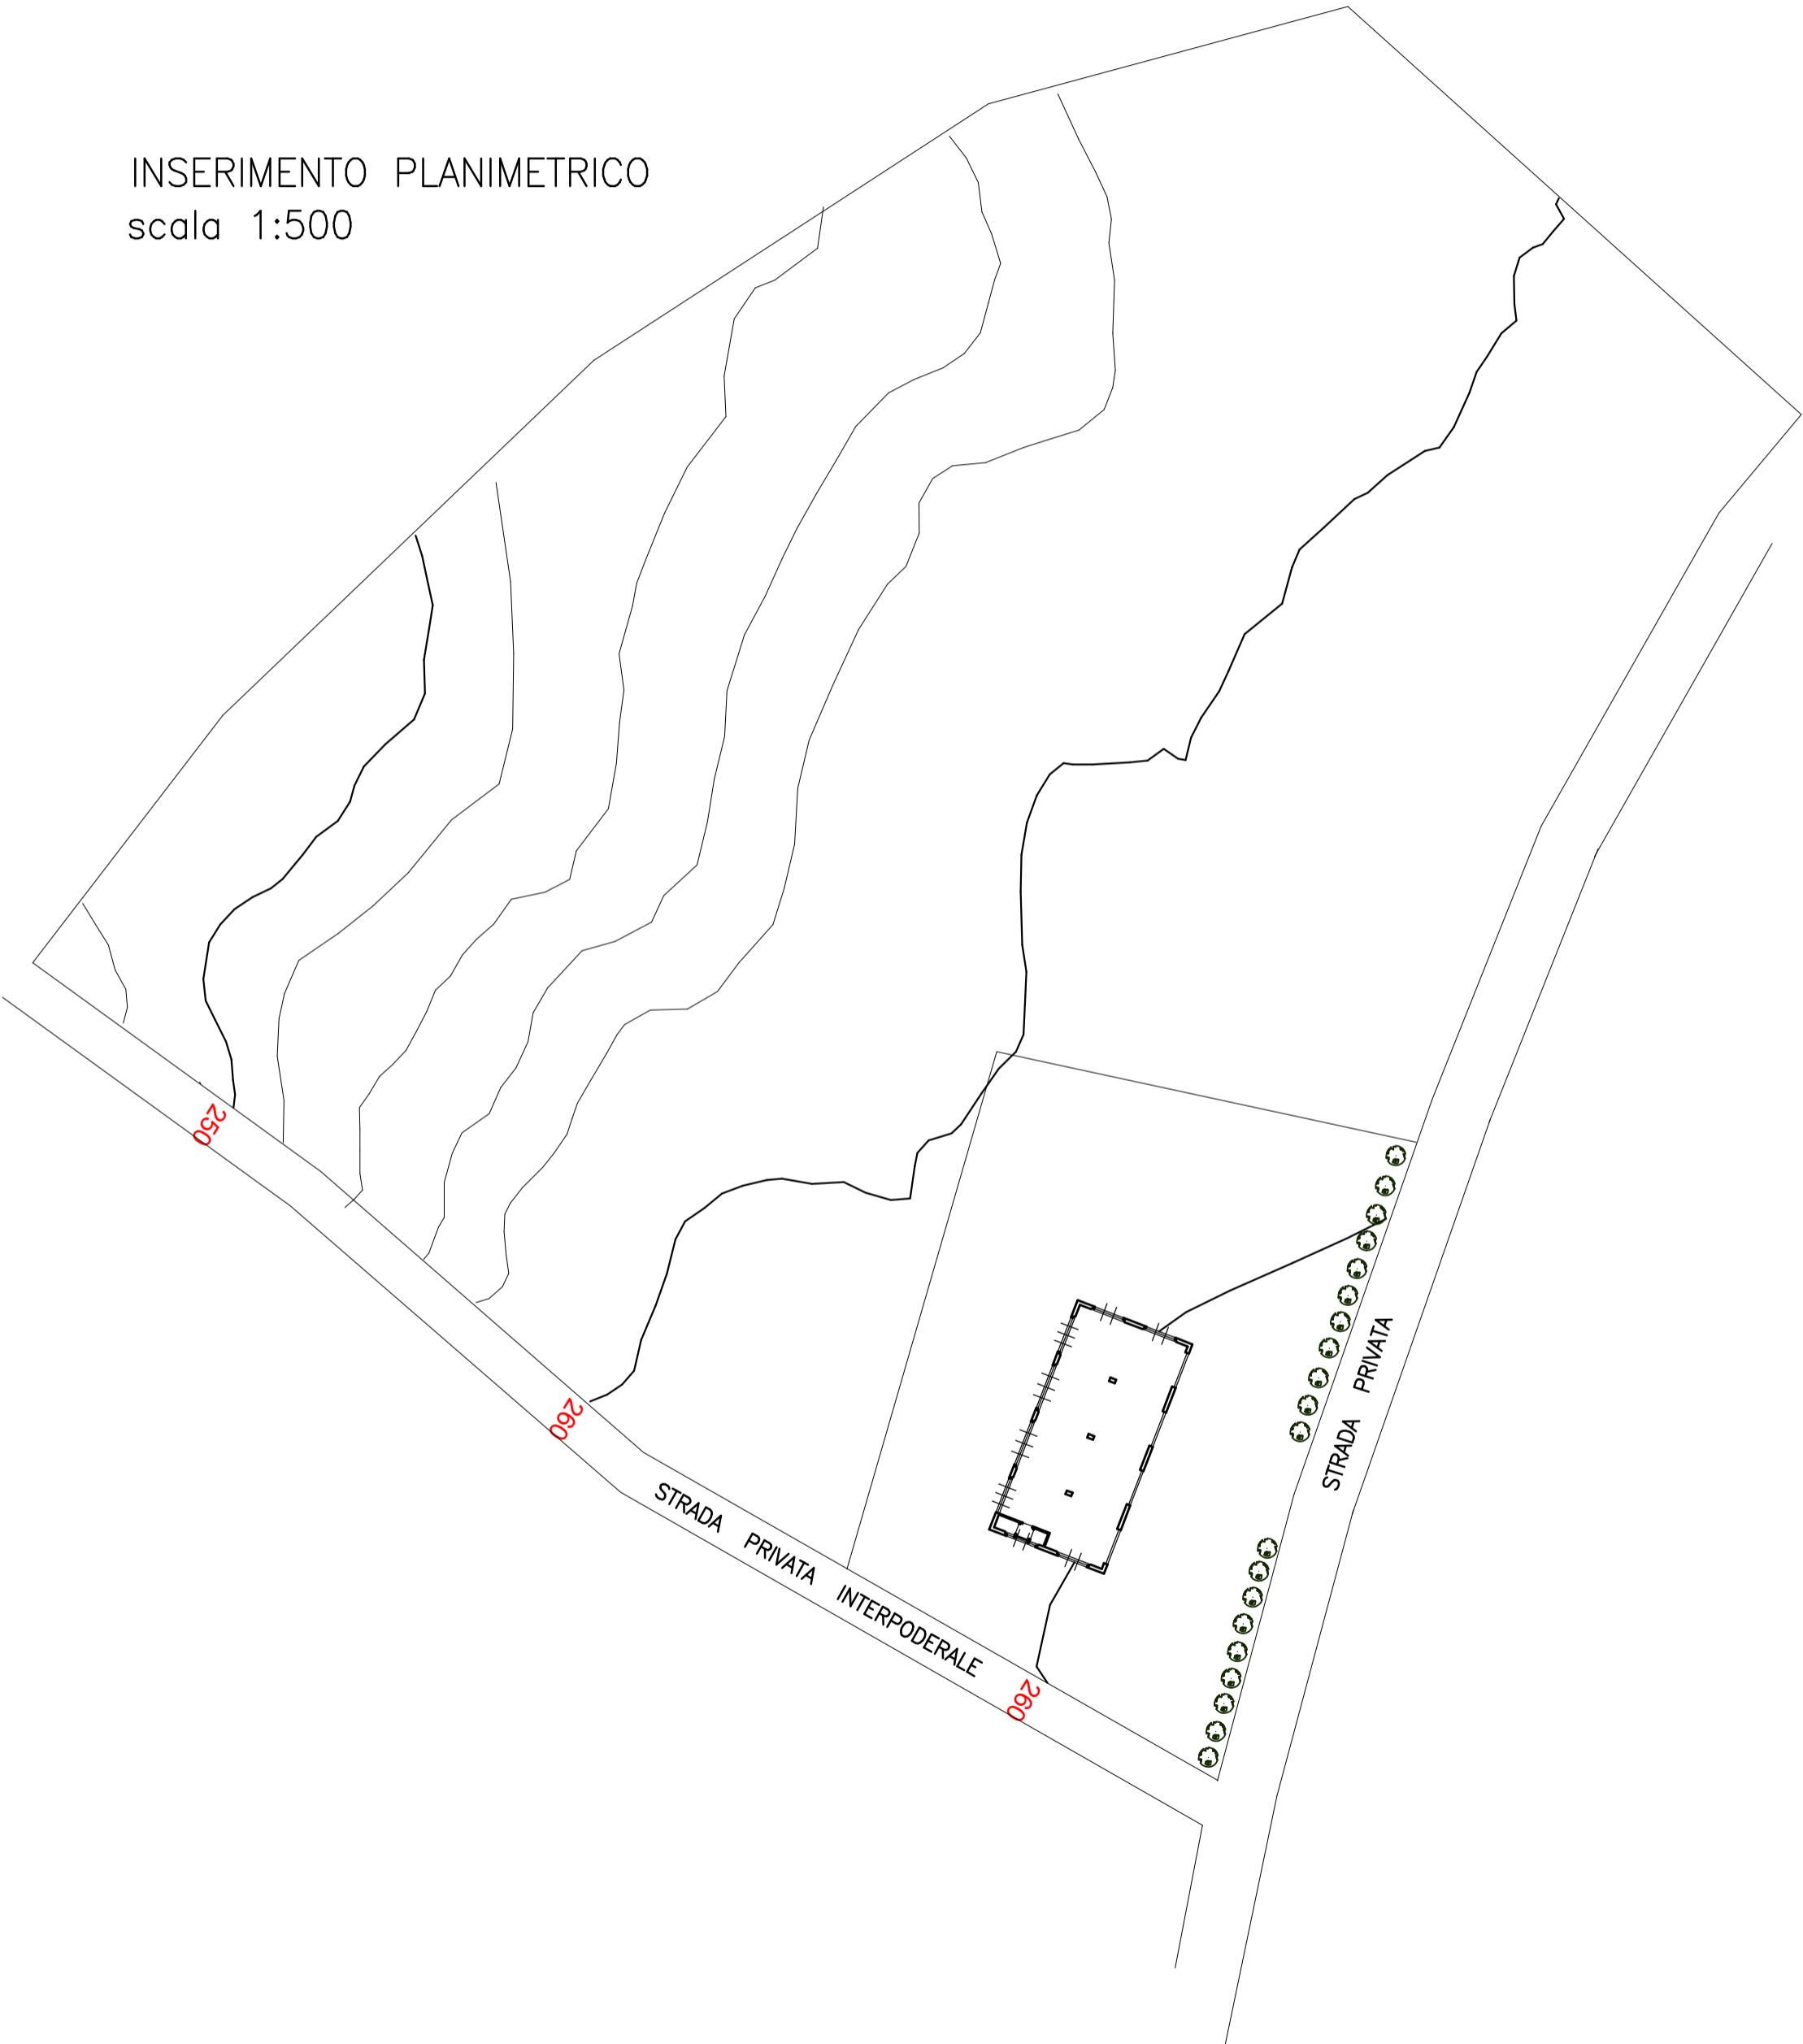 INSERIMENTO PLANIMETRICO
scala 1:500
250
260
STRADA PRIVATA
STRADA PRIVATA INTERPODERALE
260